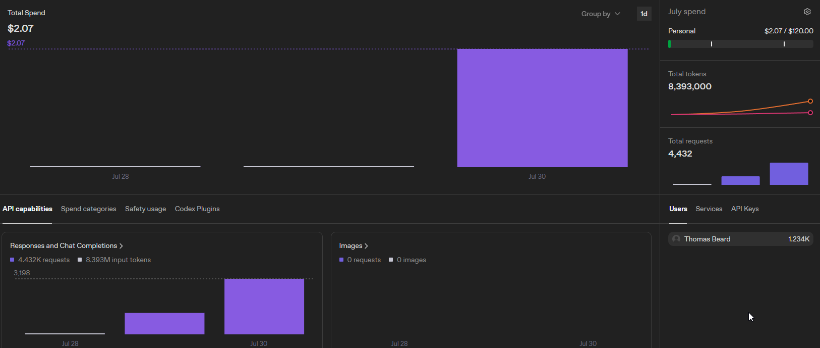 Total Spend
Group by
1d
$2.07
$2.07
Jul 28
Jul 30
July spend
Personal
$2.07 / $120.00
Total tokens
8,393,000
Total requests
4,432
API capabilities
Spend categories
Safety usage
Codex Plugins
Users
Services
API Keys
Responses and Chat Completions
4.432K requests
8.393M input tokens
3,198
Jul 28
Jul 30
Images
0 requests
0 images
Jul 28
Jul 30
Thomas Beard
1.234K